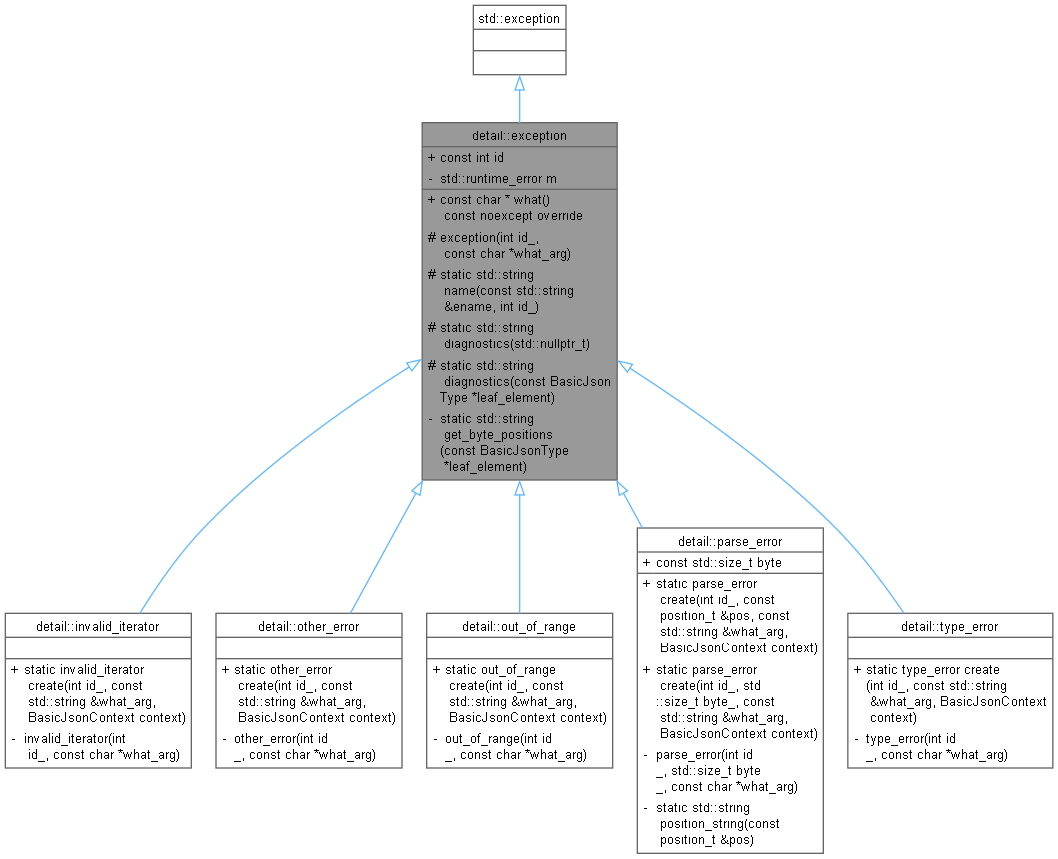 std::exception
detail::exception
+ const int id
- std::runtime_error m
+ const char * what()
const noexcept override
# exception(int id_,
const char *what_arg)
# static std::string
name(const std::string
&ename, int id_)
# static std::string
diagnostics(std::nullptr_t)
# static std::string
diagnostics(const BasicJson
Type *leaf_element)
- static std::string
get_byte_positions
(const BasicJsonType
*leaf_element)
detail::invalid_iterator
+ static invalid_iterator
create(int id_, const
std::string &what_arg,
BasicJsonContext context)
- invalid_iterator(int
id_, const char *what_arg)
detail::other_error
+ static other_error
create(int id_, const
std::string &what_arg,
BasicJsonContext context)
- other_error(int id
_, const char *what_arg)
detail::out_of_range
+ static out_of_range
create(int id_, const
std::string &what_arg,
BasicJsonContext context)
- out_of_range(int id
_, const char *what_arg)
detail::parse_error
+ const std::size_t byte
+ static parse_error
create(int id_, const
position_t &pos, const
std::string &what_arg,
BasicJsonContext context)
+ static parse_error
create(int id_, std
::size_t byte_, const
std::string &what_arg,
BasicJsonContext context)
- parse_error(int id
_, std::size_t byte
_, const char *what_arg)
- static std::string
position_string(const
position_t &pos)
detail::type_error
+ static type_error create
(int id_, const std::string
&what_arg, BasicJsonContext
context)
- type_error(int id
_, const char *what_arg)